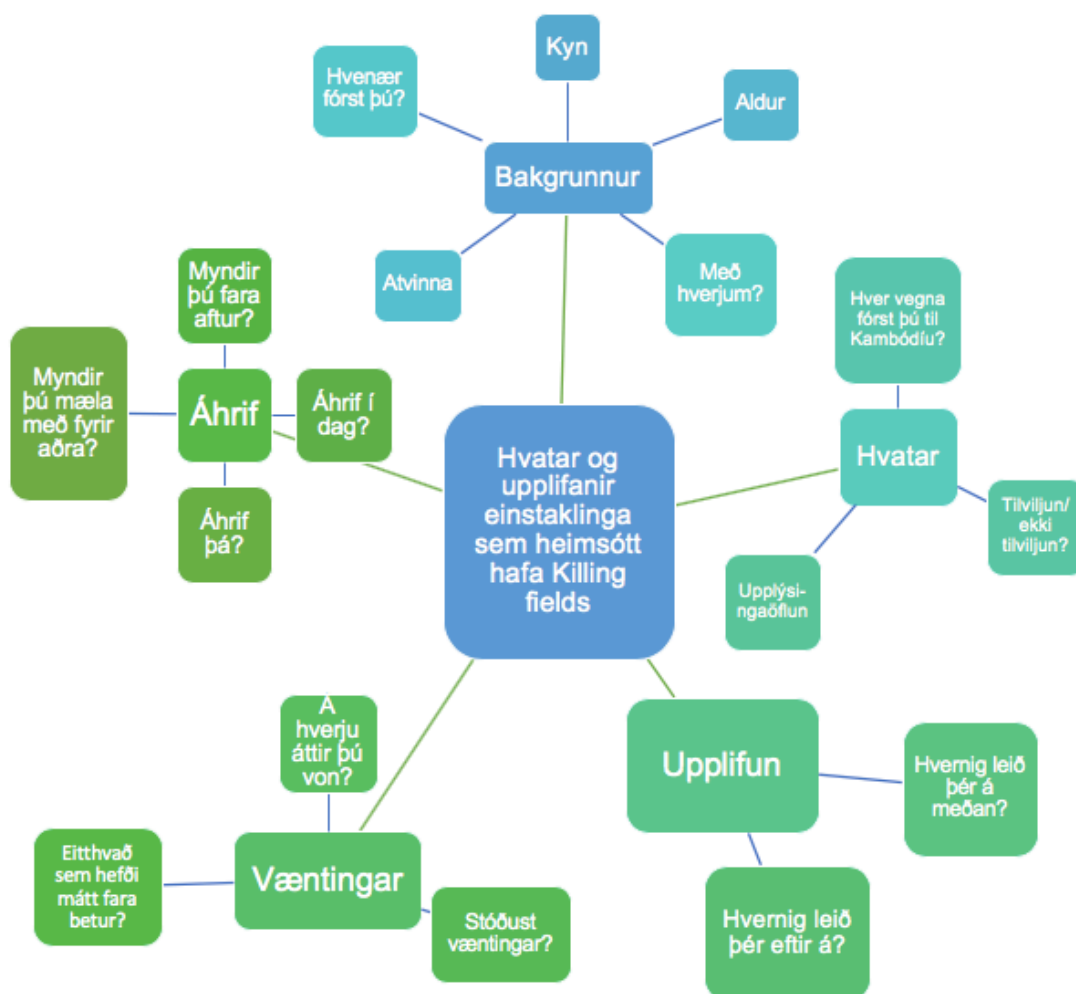 Kyn
Hvenær
fórst þú?
Aldur
Bakgrunnur
Atvinna
Með
hverjum?
Myndir
þú fara
aftur?
Myndir
þú mæla
með fyrir
aðra?
Áhrif
Áhrif í
dag?
Áhrif
þá?
Hvatar og
upplifanir
einstaklinga
sem heimsótt
hafa Killing
fields
Hver vegna
fórst þú til
Kambódíu?
Hvatar
Tilviljun/
ekki
tilviljun?
Upplýsi-
ngaöflun
Upplifun
Hvernig leið
þér á
meðan?
Hvernig leið
þér eftir á?
Á
hverju
áttir þú
von?
Eitthvað
sem hefði
mátt fara
betur?
Væntingar
Stóðust
væntingar?